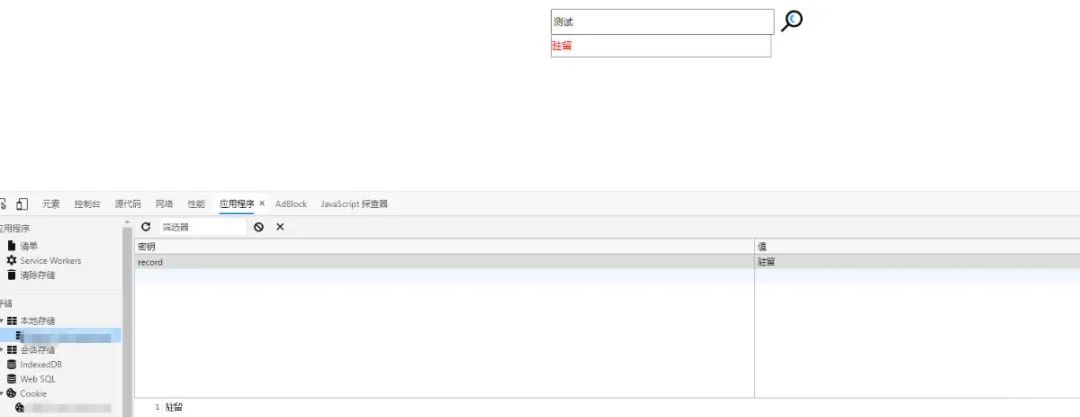 测试
驻留
元素 控制台 源代码 网络 性能 应用程序 × AdBlock JavaScript 探查器
应用程序
筛选器
清单
Service Workers
清除存储
存储
本地存储
会话存储
IndexedDB
Web SQL
Cookie
密钥 值
record 驻留
1 驻留